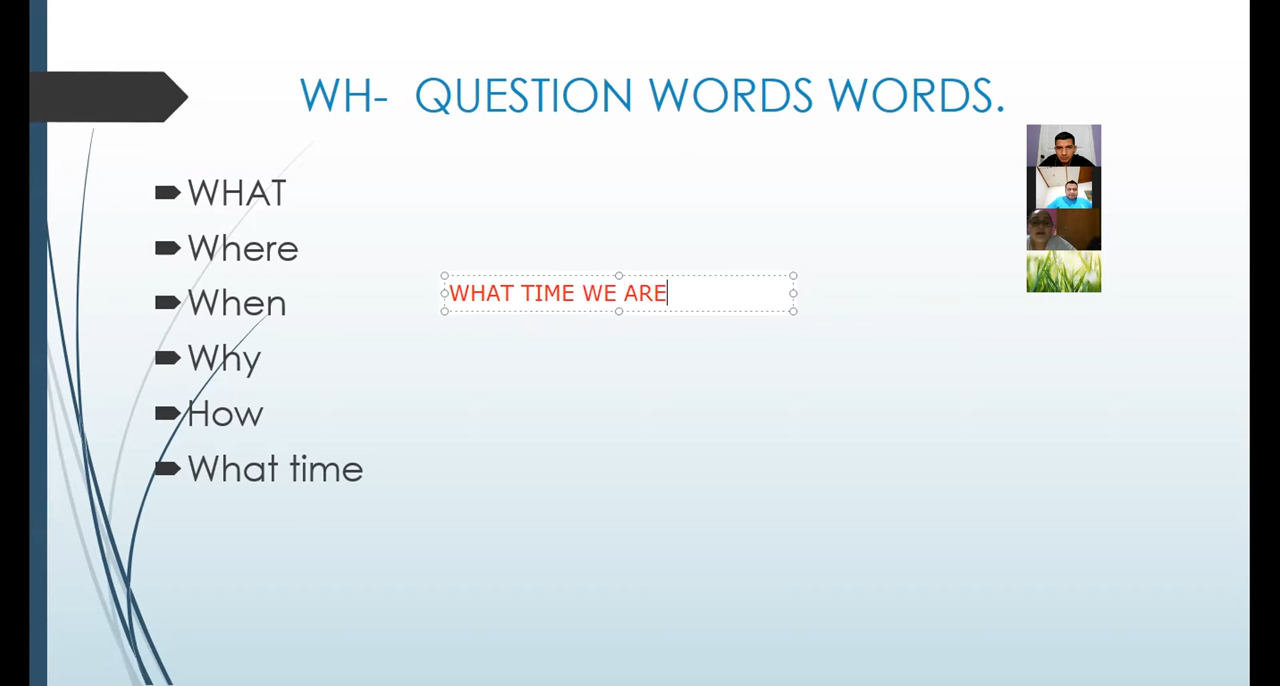 WH- QUESTION WORDS WORDS.
WHAT
Where
When
Why
How
What time
WHAT TIME WE ARE